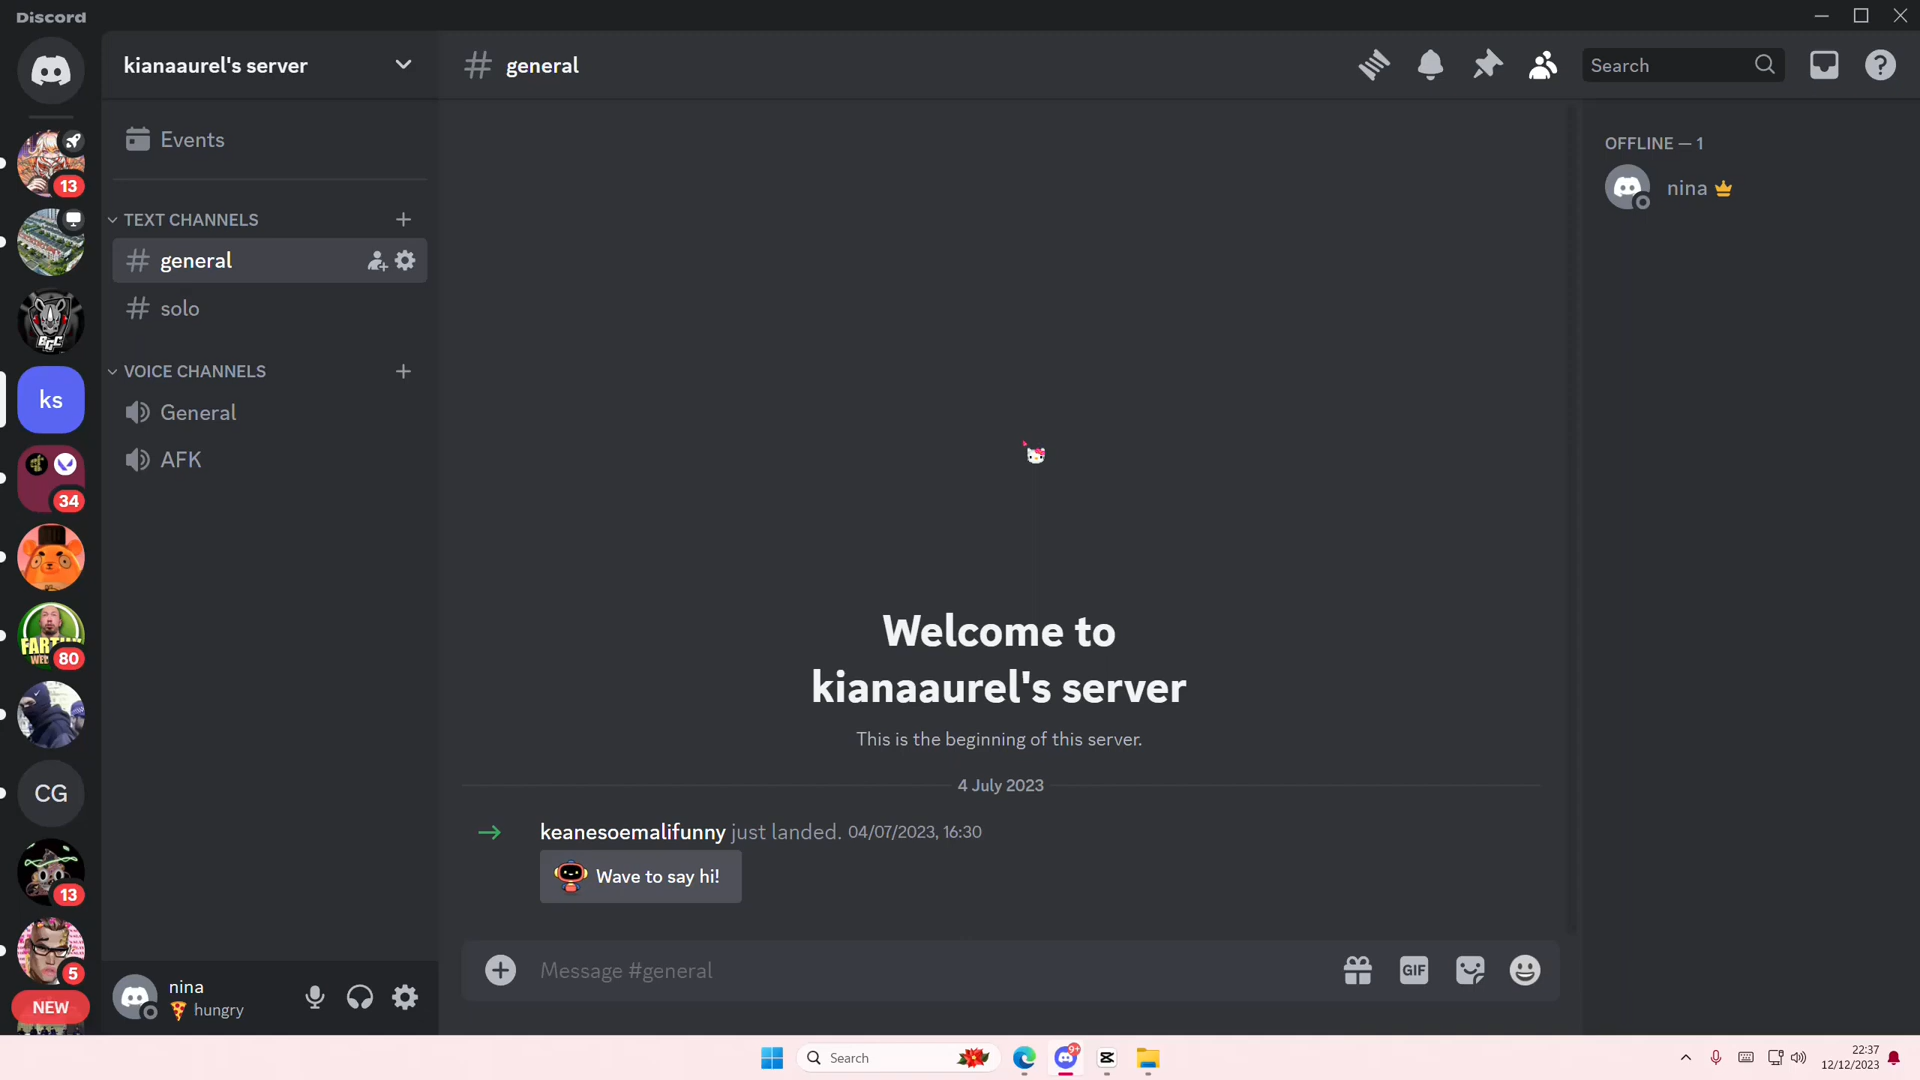 Discord
kianaaurel's server
general
Search
Events
OFFLINE — 1
nina
TEXT CHANNELS
general
solo
VOICE CHANNELS
General
AFK
13
BGC
ks
34
80
CG
13
5
NEW
Welcome to
kianaaurel's server
This is the beginning of this server.
4 July 2023
keanesoemalifunny just landed. 04/07/2023, 16:30
Wave to say hi!
Message #general
GIF
nina
hungry
Search
9+
22:37
12/12/2023